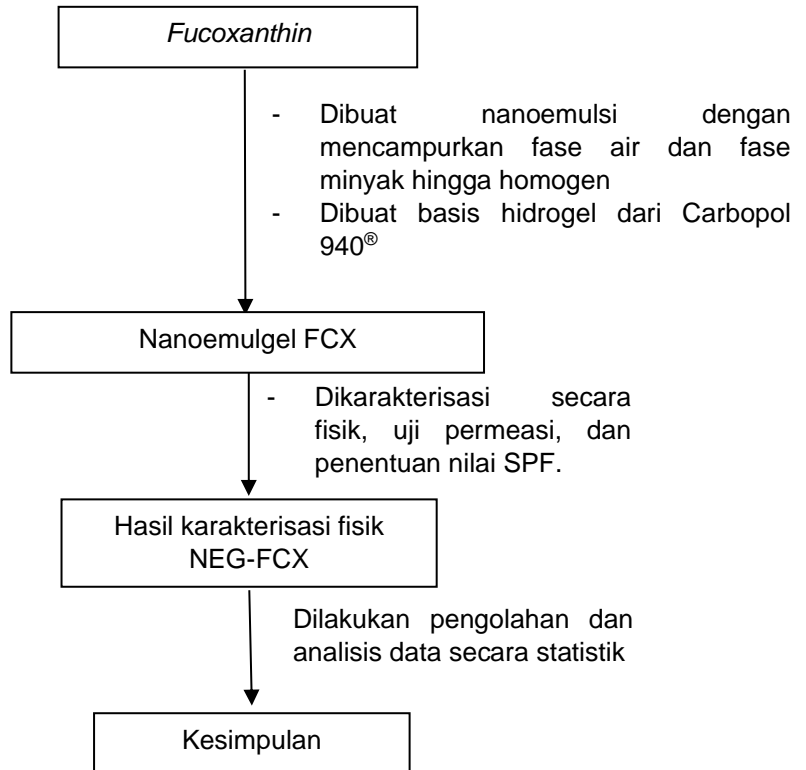 Fucoxanthin
- Dibuat nanoemulsi dengan
mencampurkan fase air dan fase
minyak hingga homogen
- Dibuat basis hidrogel dari Carbopol
940®
Nanoemulgel FCX
- Dikarakterisasi secara
fisik, uji permeasi, dan
penentuan nilai SPF.
Hasil karakterisasi fisik
NEG-FCX
Dilakukan pengolahan dan
analisis data secara statistik
Kesimpulan